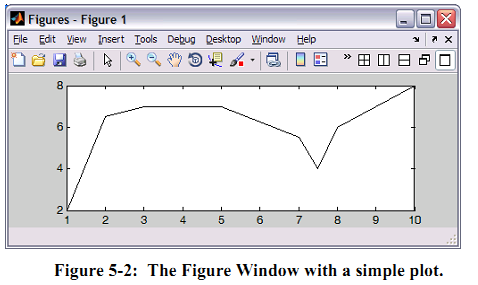 Figures - Figure 1
File Edit View Insert Tools Debug Desktop Window Help
8
6
4
2
1 2 3 4 5 6 7 8 9 10
Figure 5-2: The Figure Window with a simple plot.